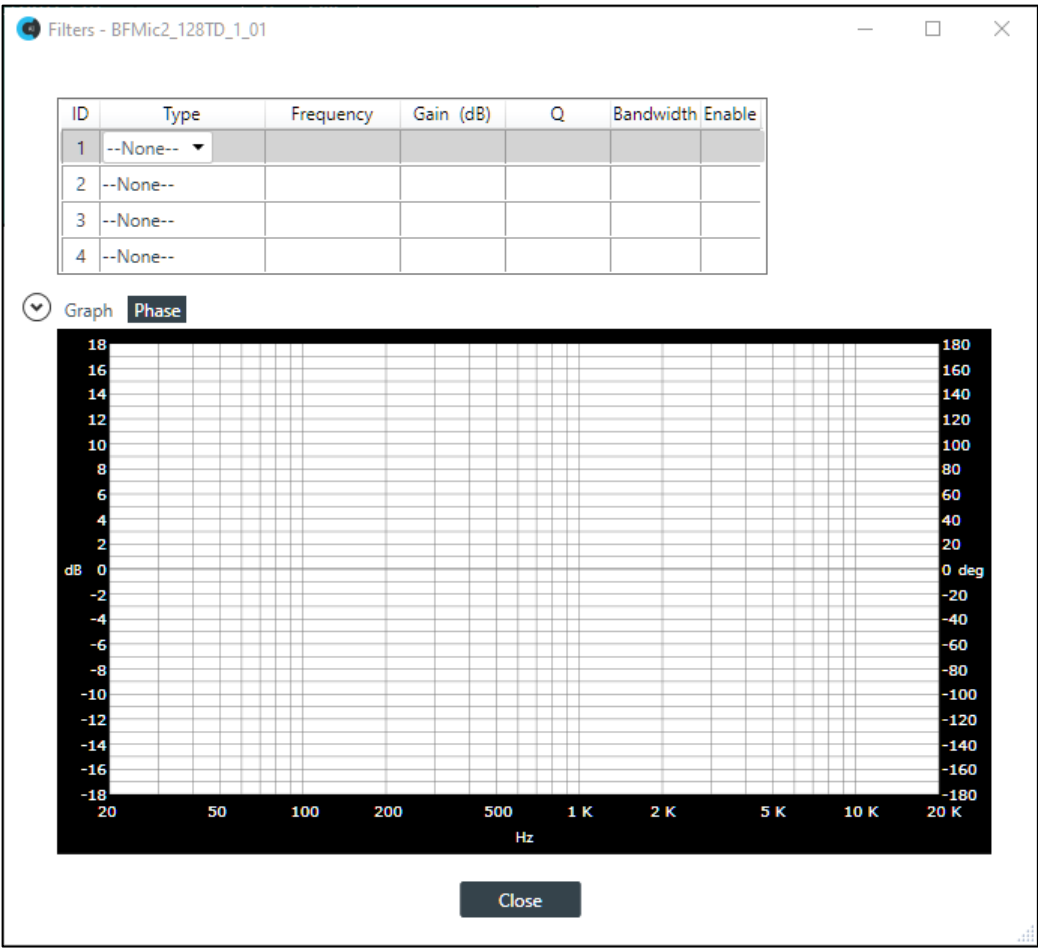 Filters - BFMic2_128TD_1_01
ID Type Frequency Gain (dB) Q Bandwidth Enable
1 --None--
2 --None--
3 --None--
4 --None--
Graph Phase
18 180
16 160
14 140
12 120
10 100
8 80
6 60
4 40
2 20
dB 0 0 deg
-2 -20
-4 -40
-6 -60
-8 -80
-10 -100
-12 -120
-14 -140
-16 -160
-18 -180
20 50 100 200 500 1 K 2 K 5 K 10 K 20 K
Hz
Close